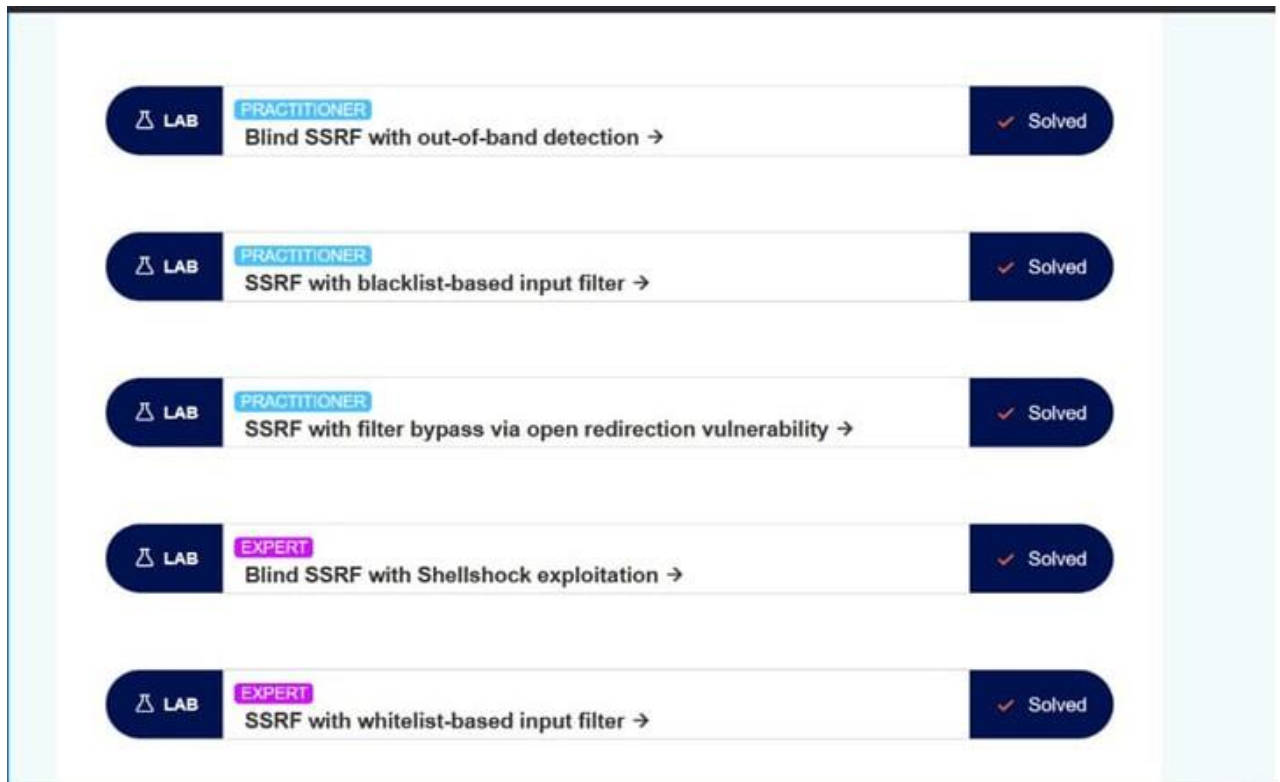 LAB
PRACTITIONER
Blind SSRF with out-of-band detection →
Solved
LAB
PRACTITIONER
SSRF with blacklist-based input filter →
Solved
LAB
PRACTITIONER
SSRF with filter bypass via open redirection vulnerability →
Solved
LAB
EXPERT
Blind SSRF with Shellshock exploitation →
Solved
LAB
EXPERT
SSRF with whitelist-based input filter →
Solved